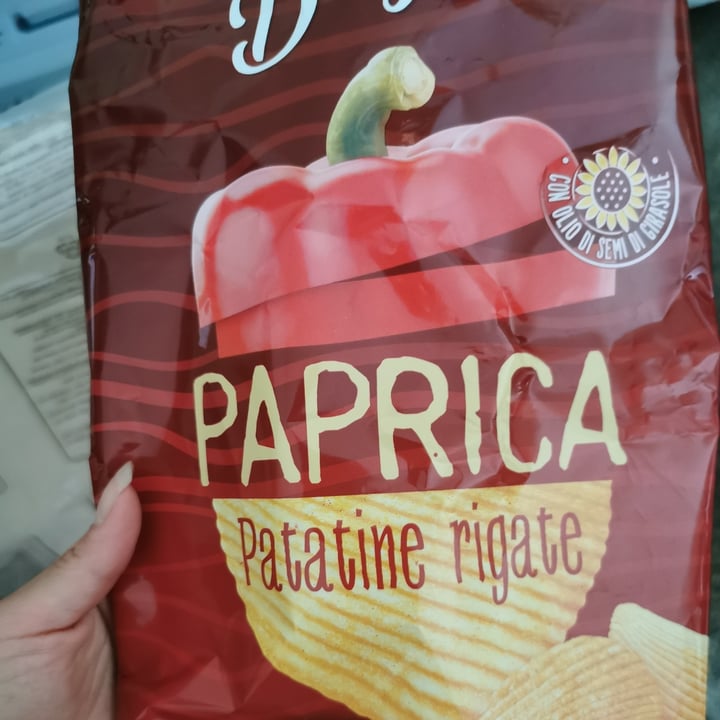 CON OLIO DI SEMI DI GIRASOLE
PAPRICA
Patatine rigate